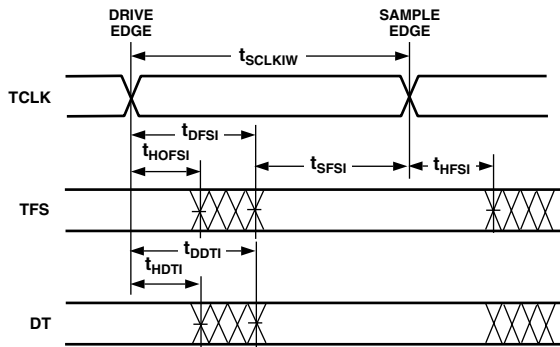 DRIVE EDGE
SAMPLE EDGE
tSCLKIW
TCLK
tDFSI
tHOFSI
tSFSI
tHFSI
TFS
tDDTI
tHDTI
DT